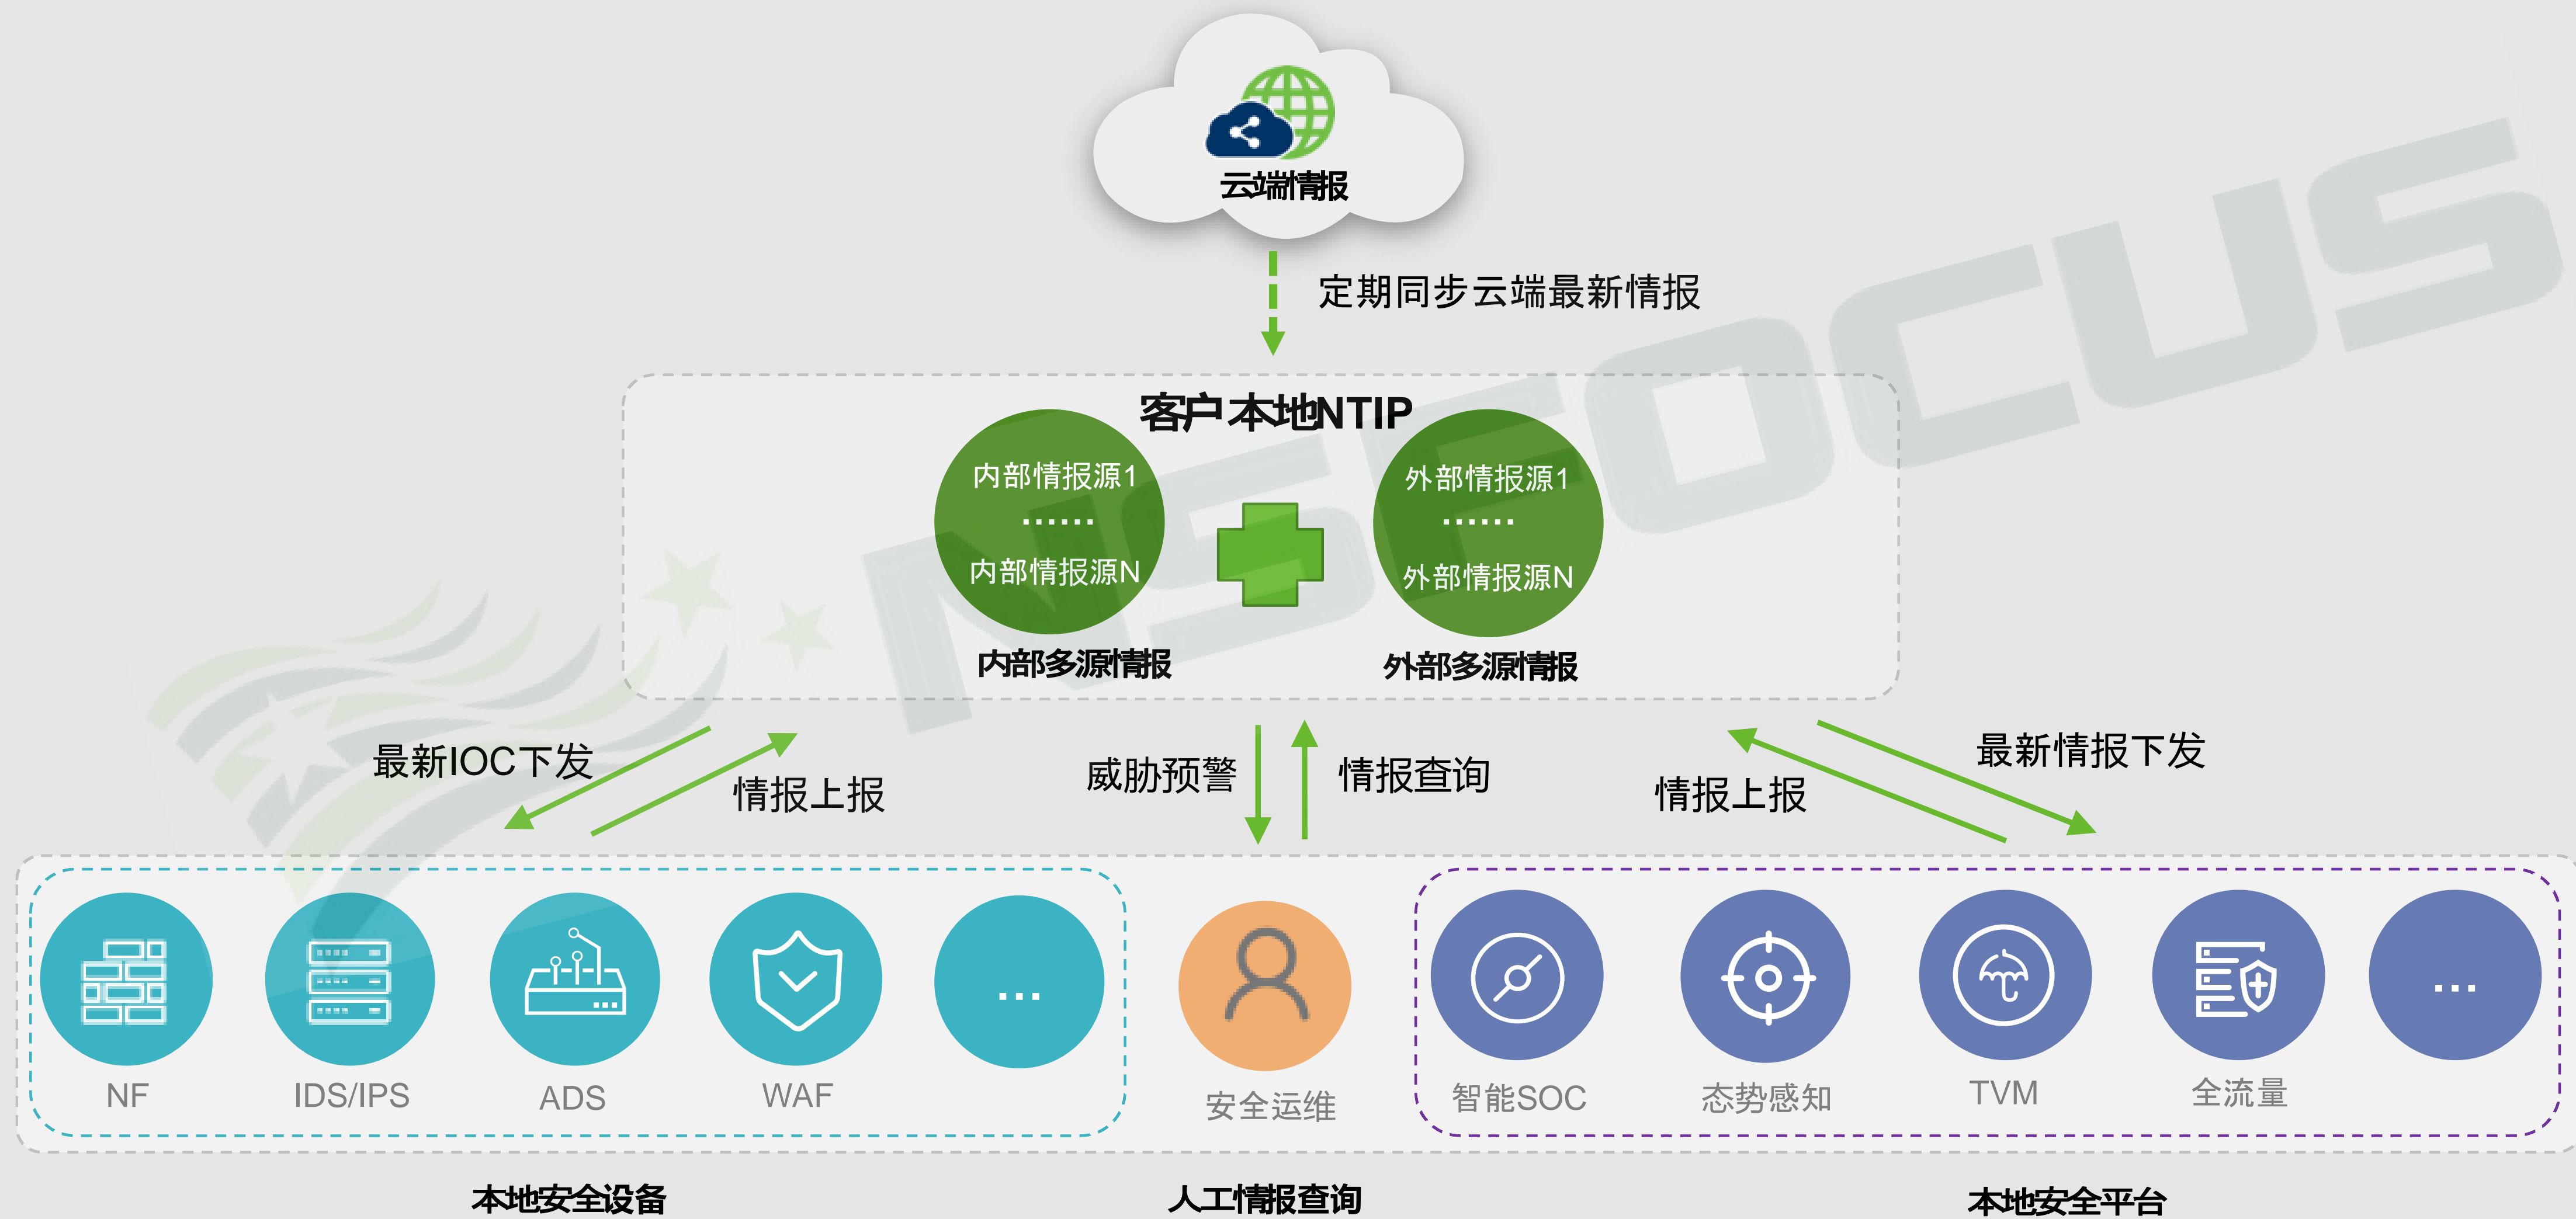 云端情报
定期同步云端最新情报
客户本地NTIP
内部情报源1
......
内部情报源N
外部情报源1
......
外部情报源N
内部多源情报
外部多源情报
NSFOCUS
最新IOC下发
情报上报
威胁预警
情报查询
情报上报
最新情报下发
...
...
NF
IDS/IPS
ADS
WAF
安全运维
智能SOC
态势感知
TVM
全流量
本地安全设备
人工情报查询
本地安全平台